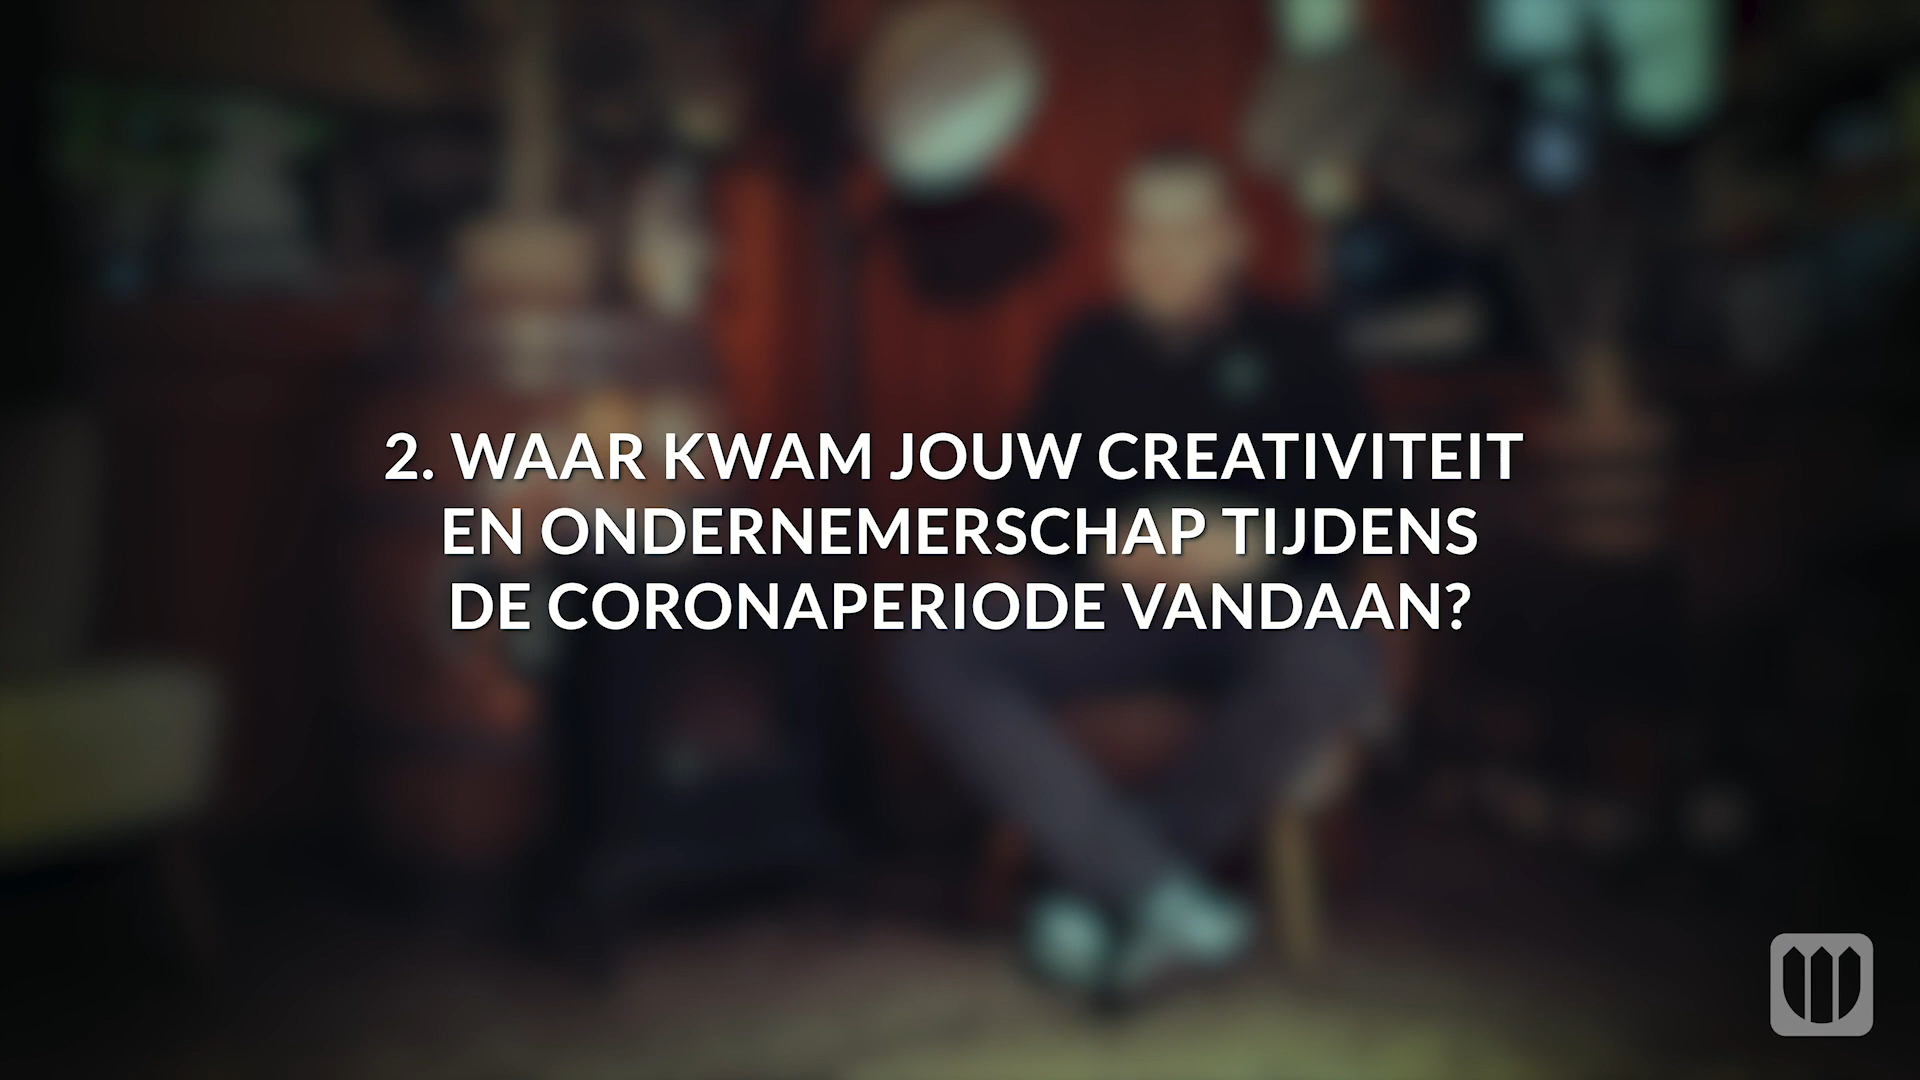 2. WAAR KWAM JOUW CREATIVITEIT
EN ONDERNEMERSCHAP TIJDENS
DE CORONAPERIODE VANDAAN?